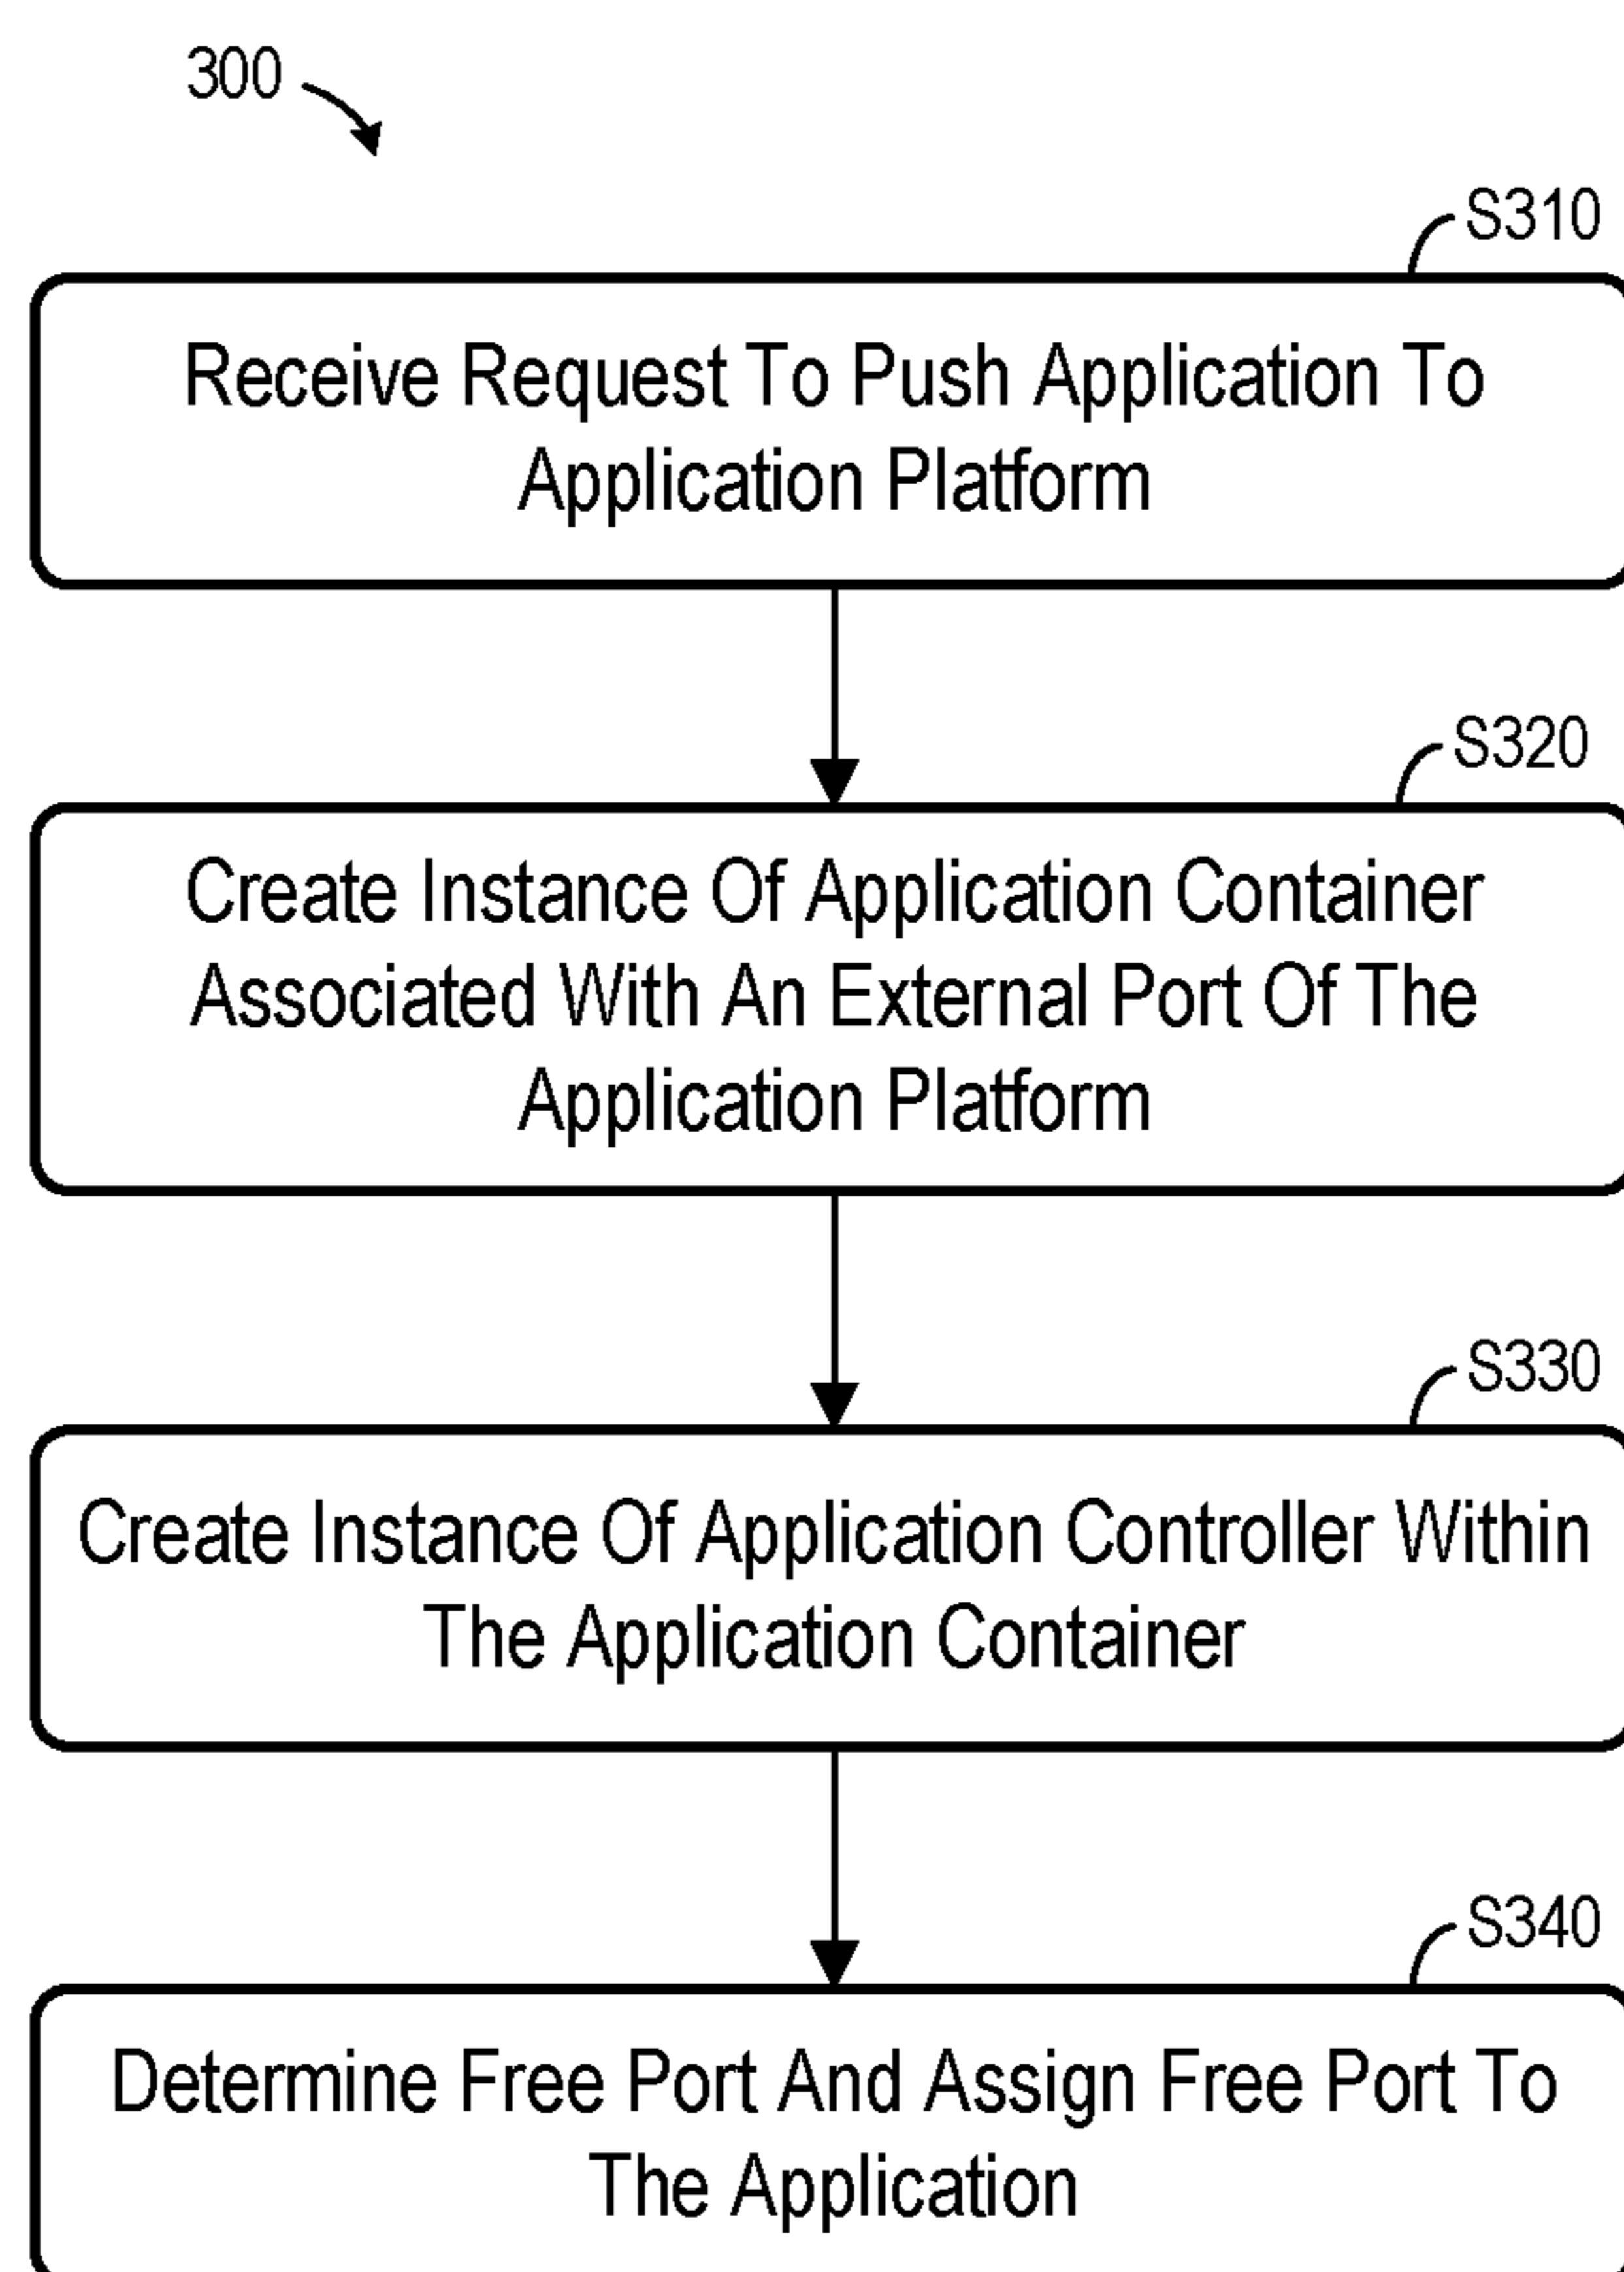 300
S310
Receive Request To Push Application To
Application Platform
S320
Create Instance Of Application Container
Associated With An External Port Of The
Application Platform
S330
Create Instance Of Application Controller Within
The Application Container
S340
Determine Free Port And Assign Free Port To
The Application